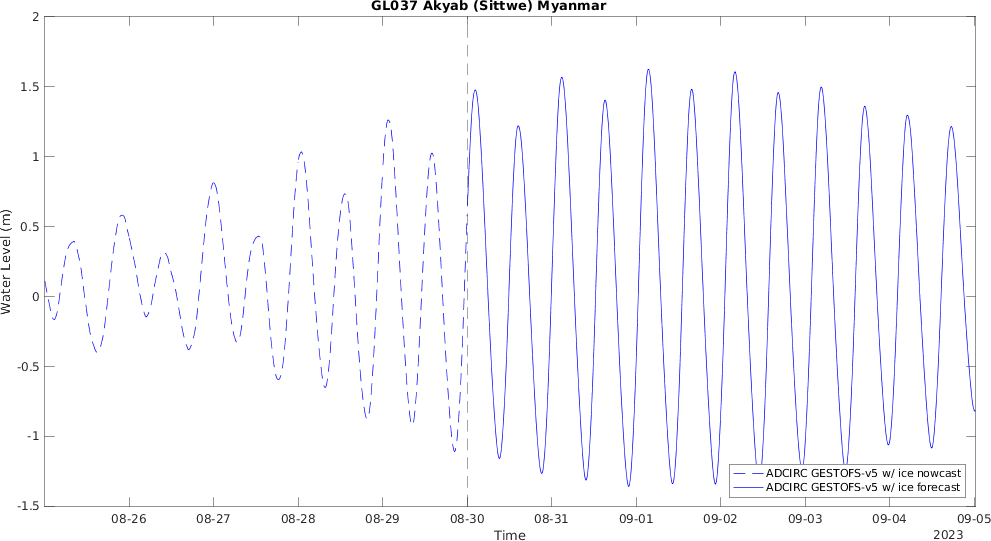 GL037 Akyab (Sittwe) Myanmar
2
1.5
1
0.5
0
-0.5
-1
-1.5
Water Level (m)
ADCIRC GESTOFS-v5 w/ ice nowcast
ADCIRC GESTOFS-v5 w/ ice forecast
08-26 08-27 08-28 08-29 08-30 08-31 09-01 09-02 09-03 09-04 09-05
Time
2023